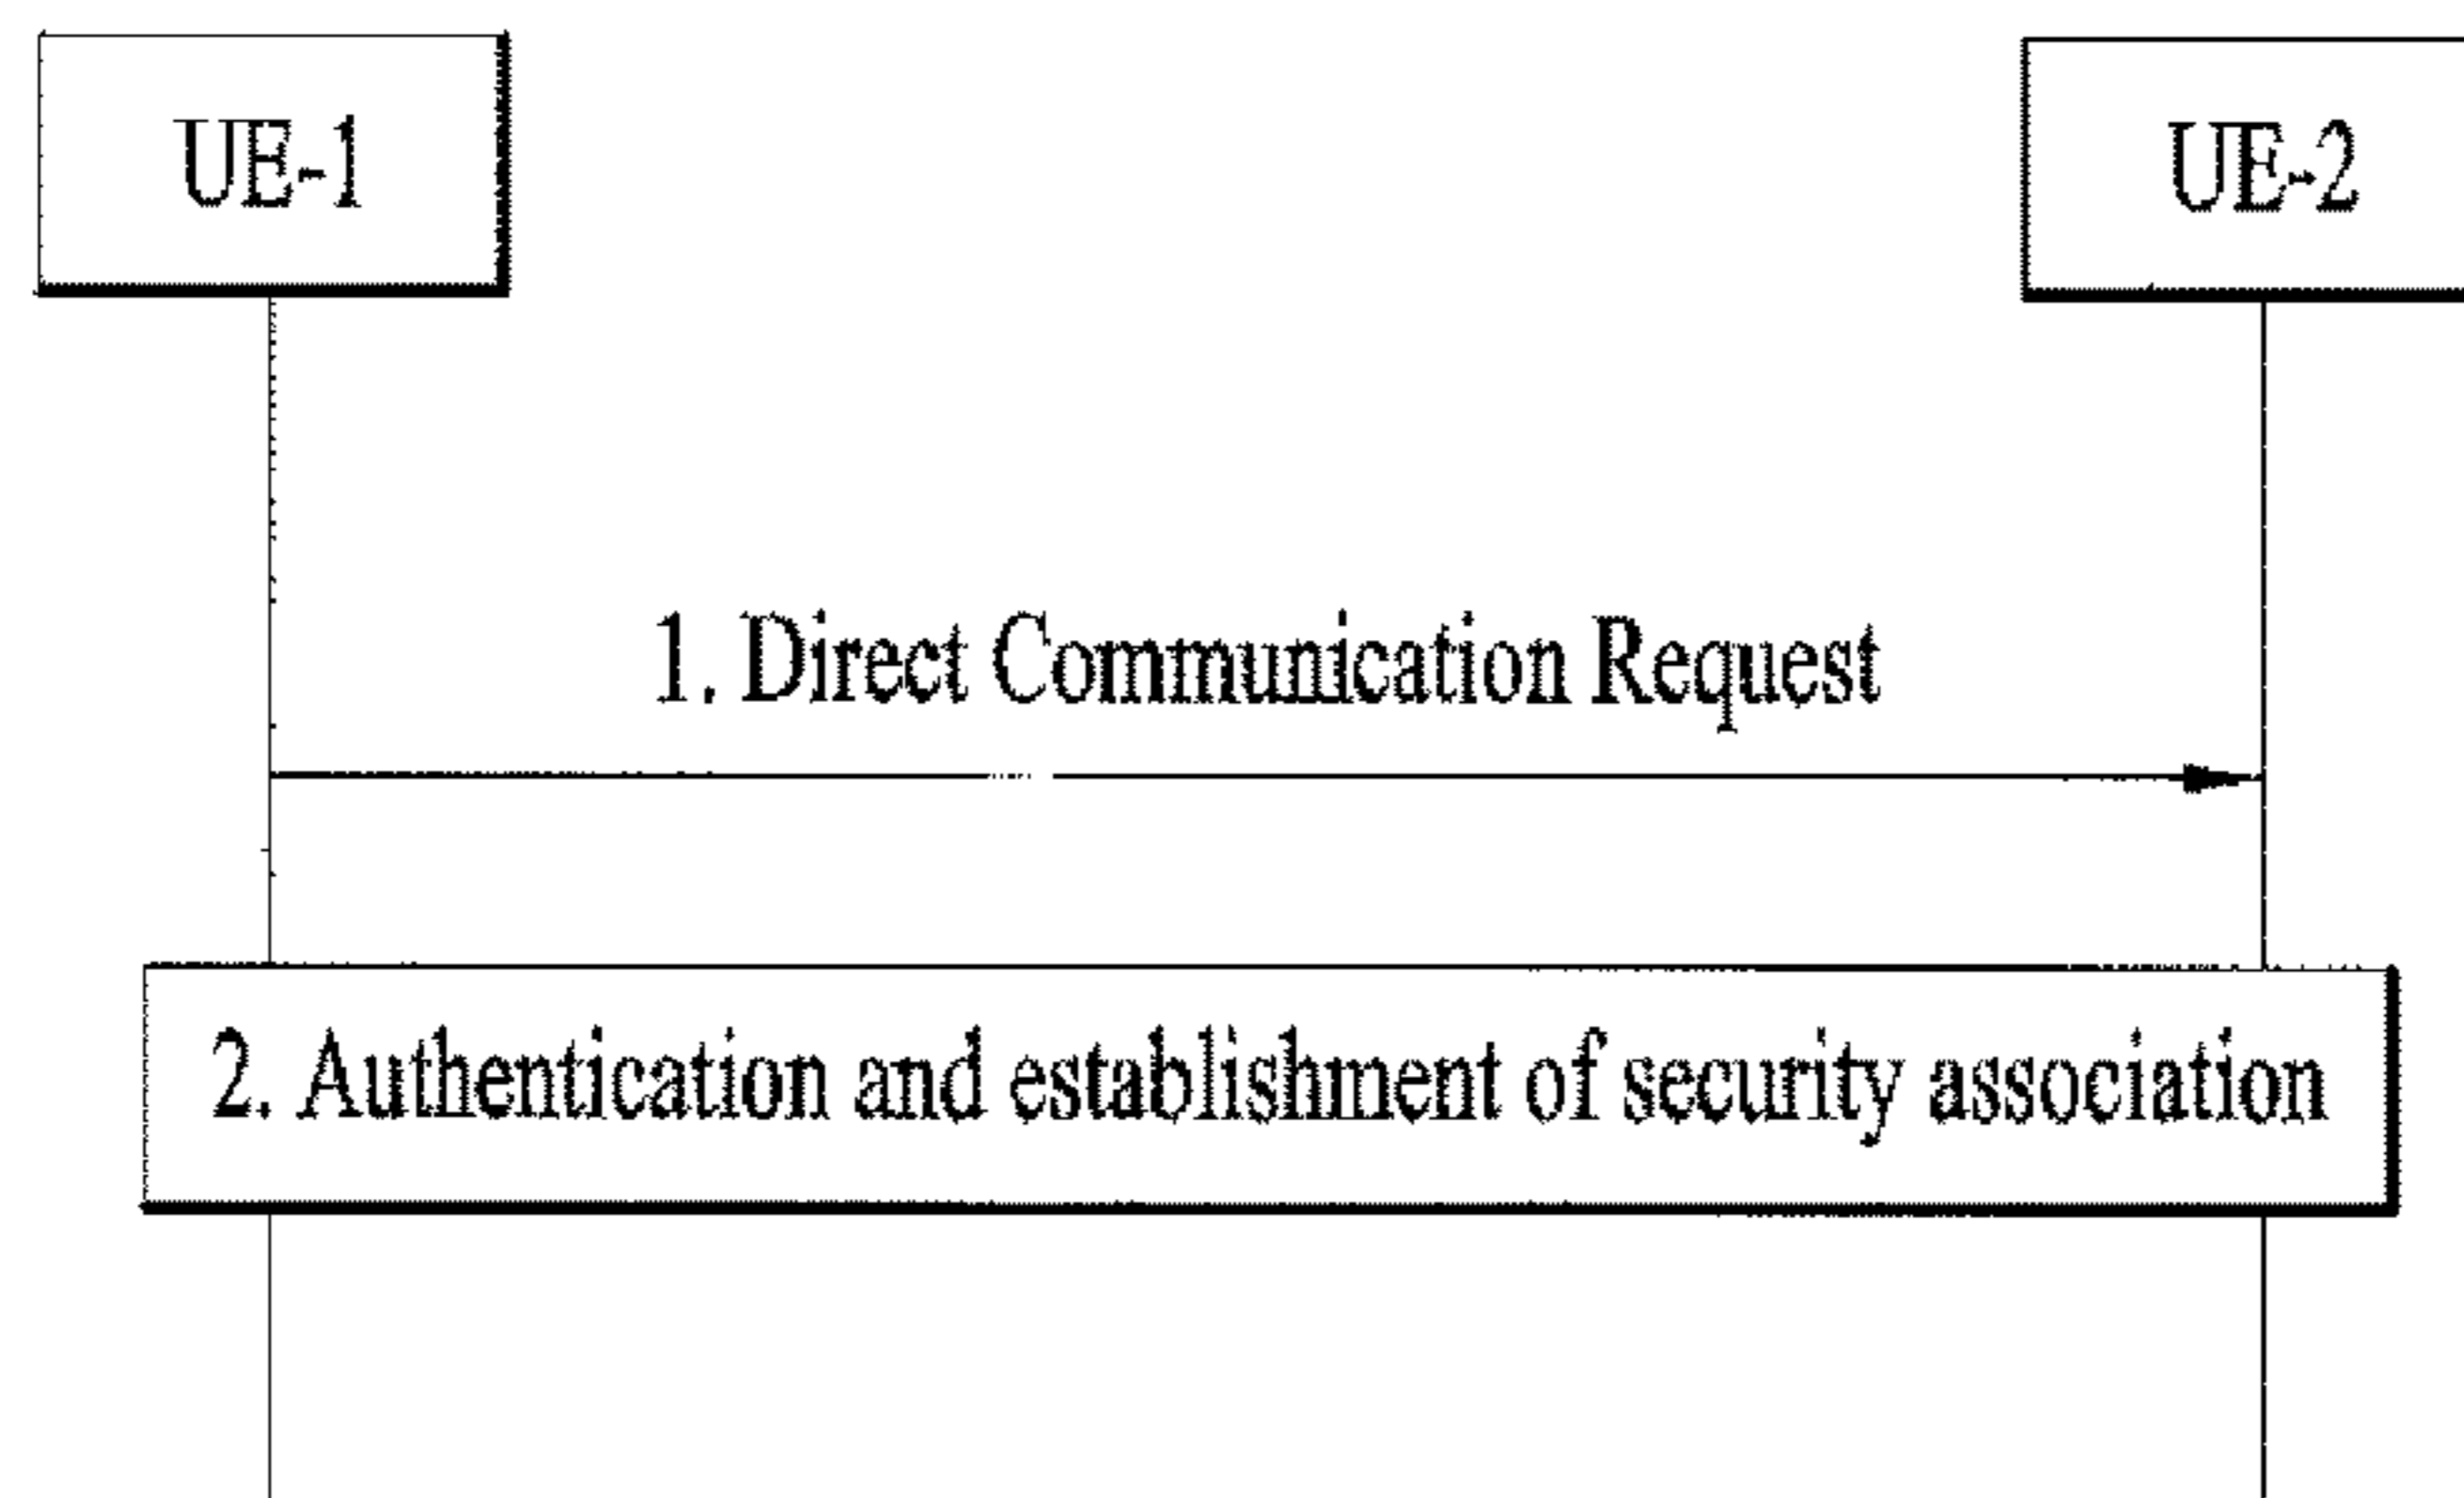 UE-1
UE-2
1. Direct Communication Request
2. Authentication and establishment of security association